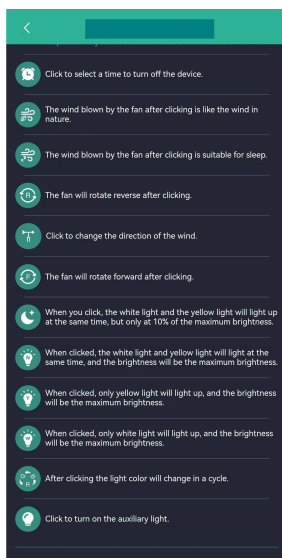 Click to select a time to turn off the device.
The wind blown by the fan after clicking is like the wind in
nature.
The wind blown by the fan after clicking is suitable for sleep.
R
The fan will rotate reverse after clicking.
Click to change the direction of the wind.
F
The fan will rotate forward after clicking.
When you click, the white light and the yellow light will light up
at the same time, but only at 10% of the maximum brightness.
When clicked, the white light and yellow light will light at the
same time, and the brightness will be the maximum brightness.
When clicked, only yellow light will light up, and the brightness
will be the maximum brightness.
When clicked, only white light will light up, and the brightness
will be the maximum brightness.
After clicking the light color will change in a cycle.
Click to turn on the auxiliary light.